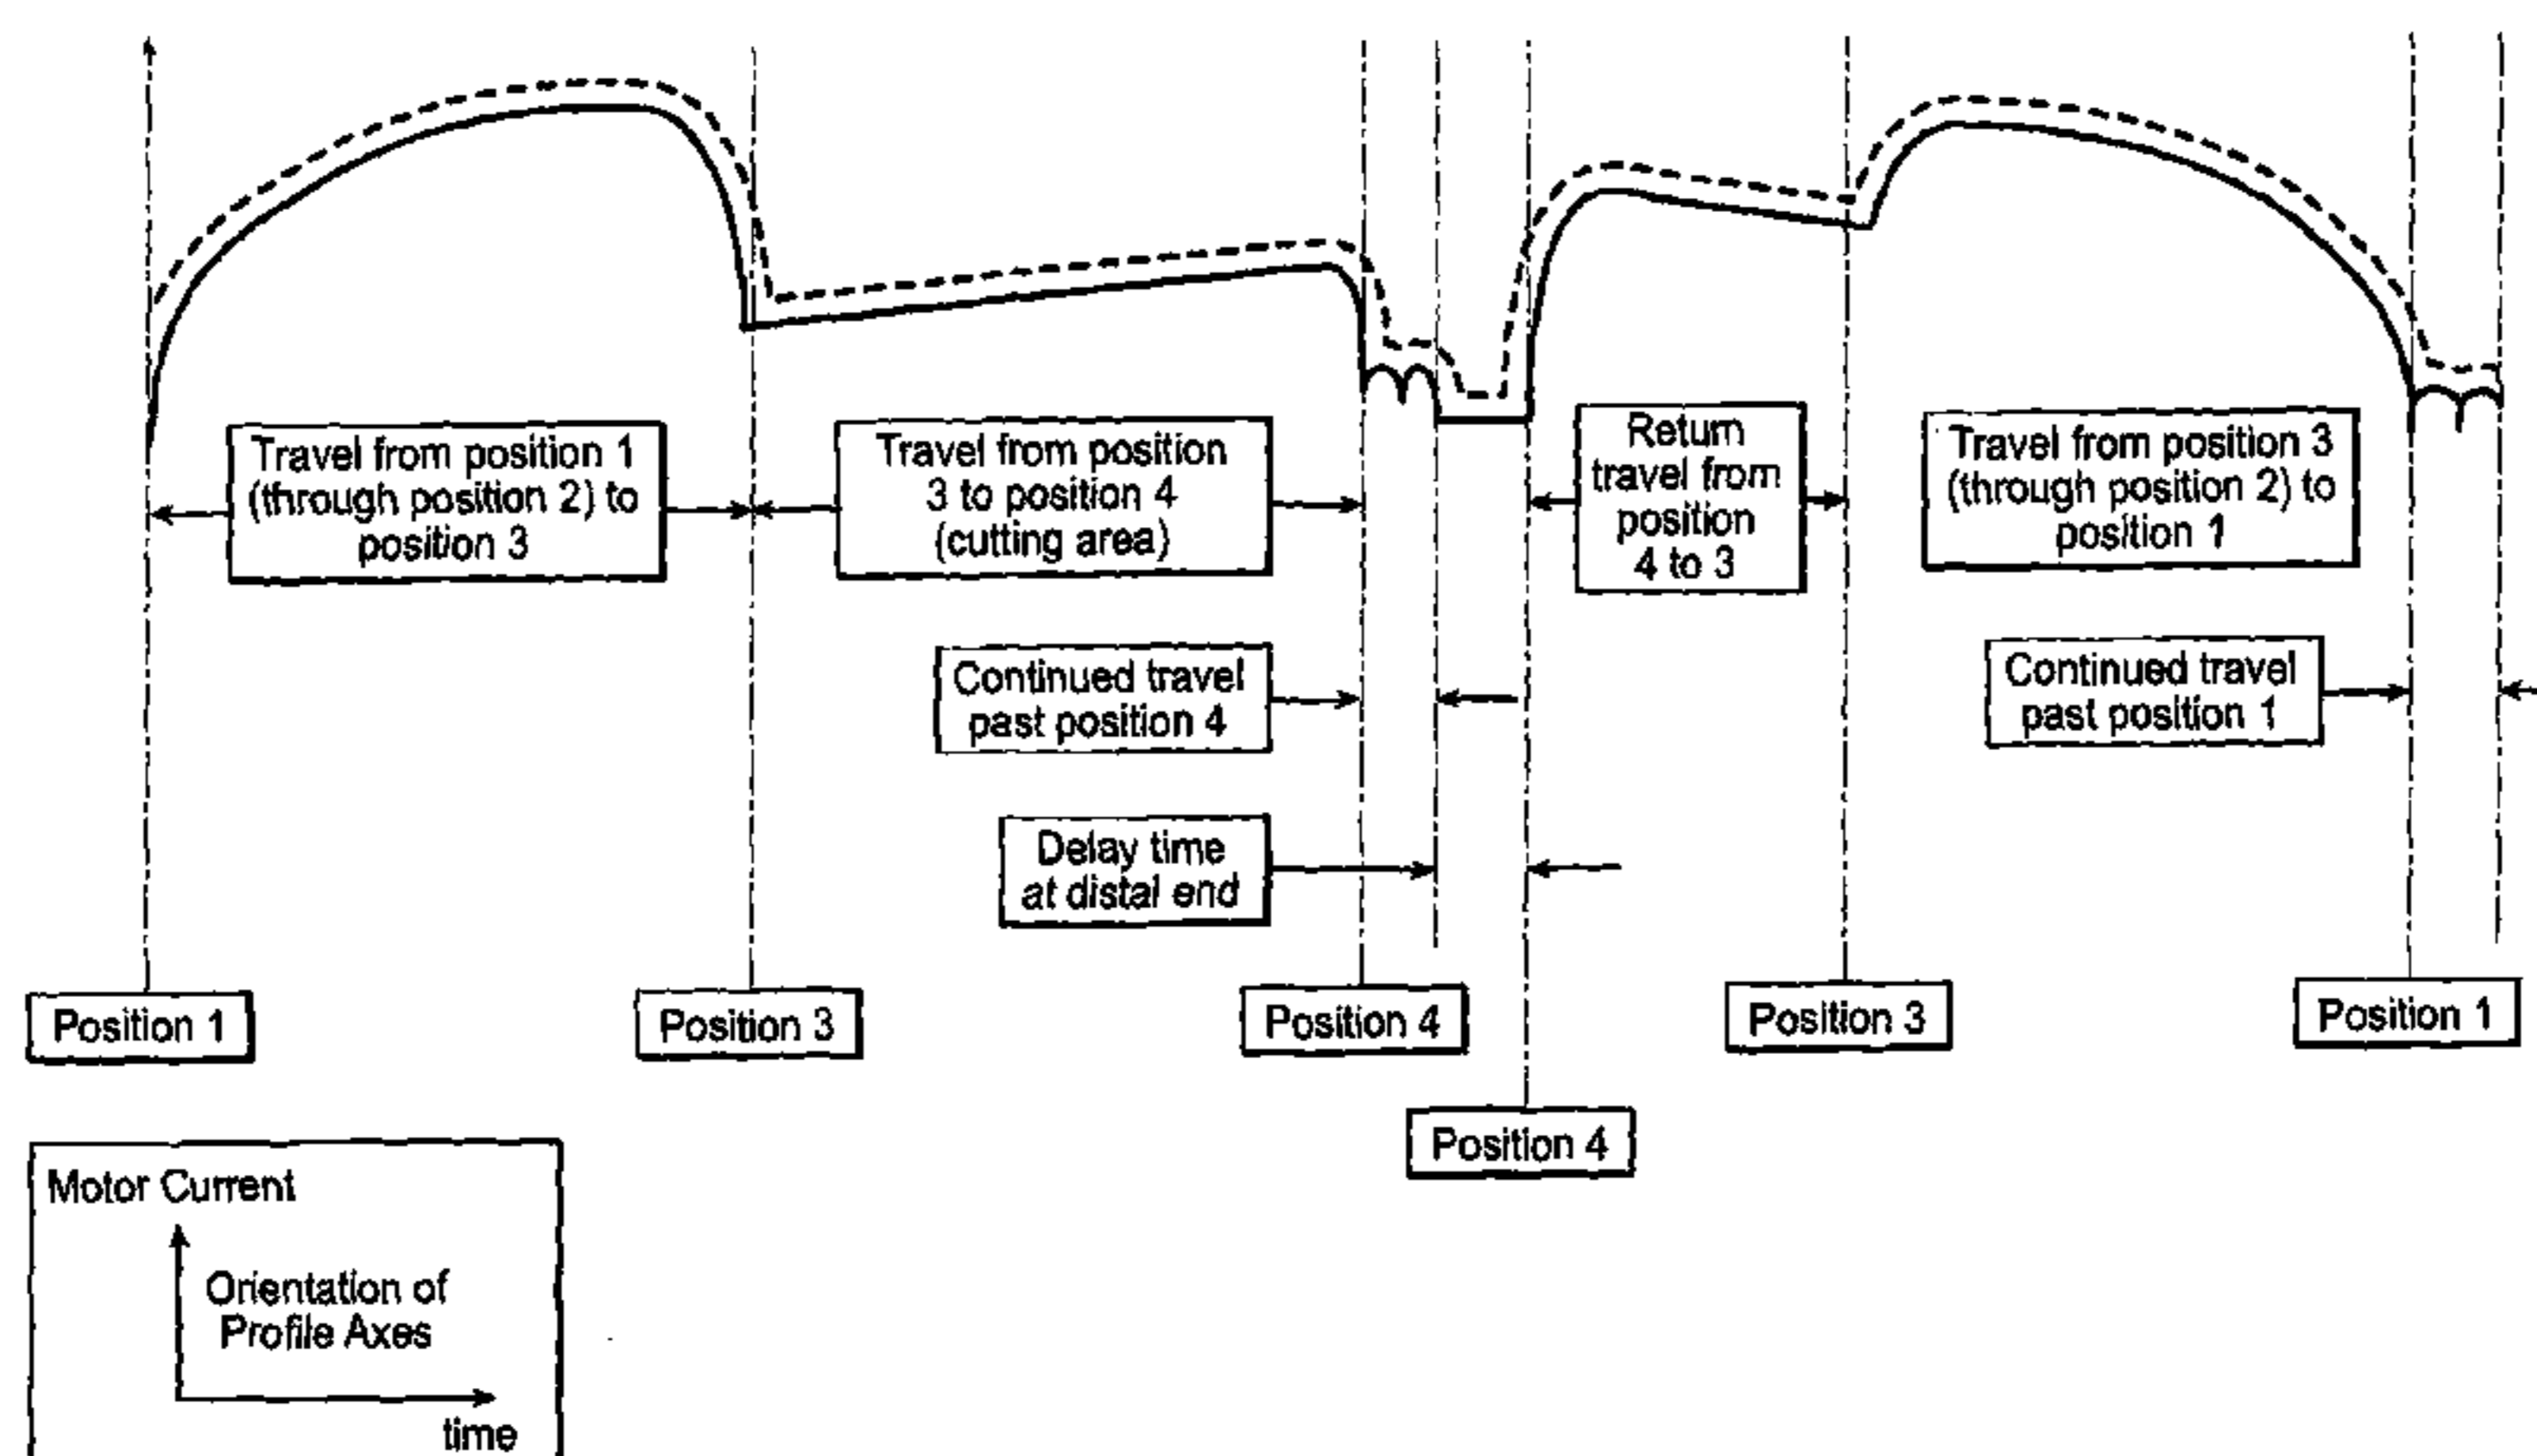 Travel from position 1
(through position 2) to
position 3
Travel from position
3 to position 4
(cutting area)
Return
travel from
position
4 to 3
Travel from position 3
(through position 2) to
position 1
Continued travel
past position 4
Continued travel
past position 1
Delay time
at distal end
Position 1
Position 3
Position 4
Position 3
Position 1
Position 4
Motor Current
Orientation of
Profile Axes
time